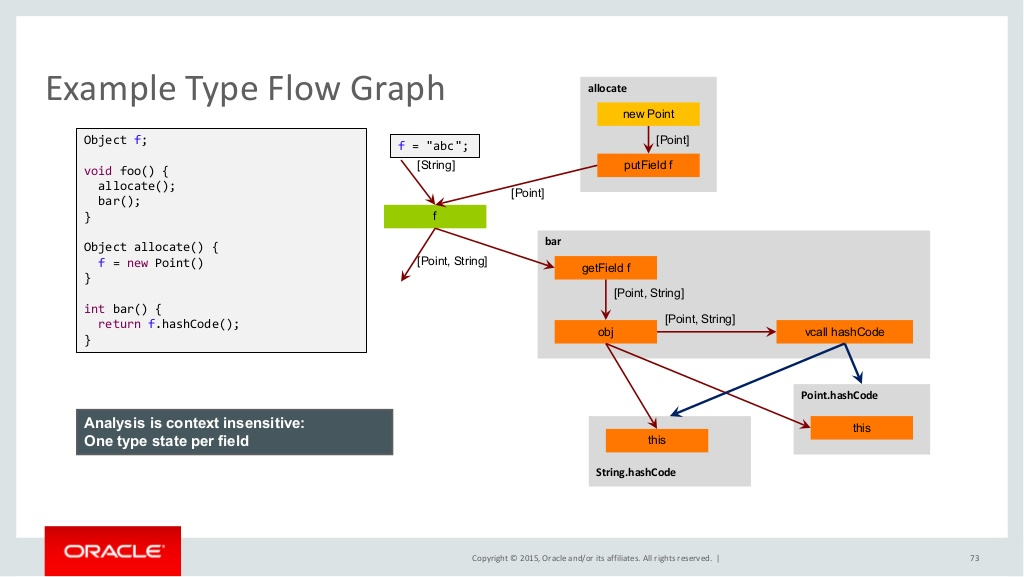 Example Type Flow Graph
Object f;
void foo() {
  allocate();
  bar();
}
Object allocate() {
  f = new Point()
}
int bar() {
  return f.hashCode();
}
Analysis is context insensitive:
One type state per field
f = "abc";
[String]
allocate
new Point
[Point]
putField f
[Point]
f
[Point, String]
bar
getField f
[Point, String]
obj
[Point, String]
vcall hashCode
Point.hashCode
this
this
String.hashCode
ORACLE®
Copyright © 2015, Oracle and/or its affiliates. All rights reserved. |
73